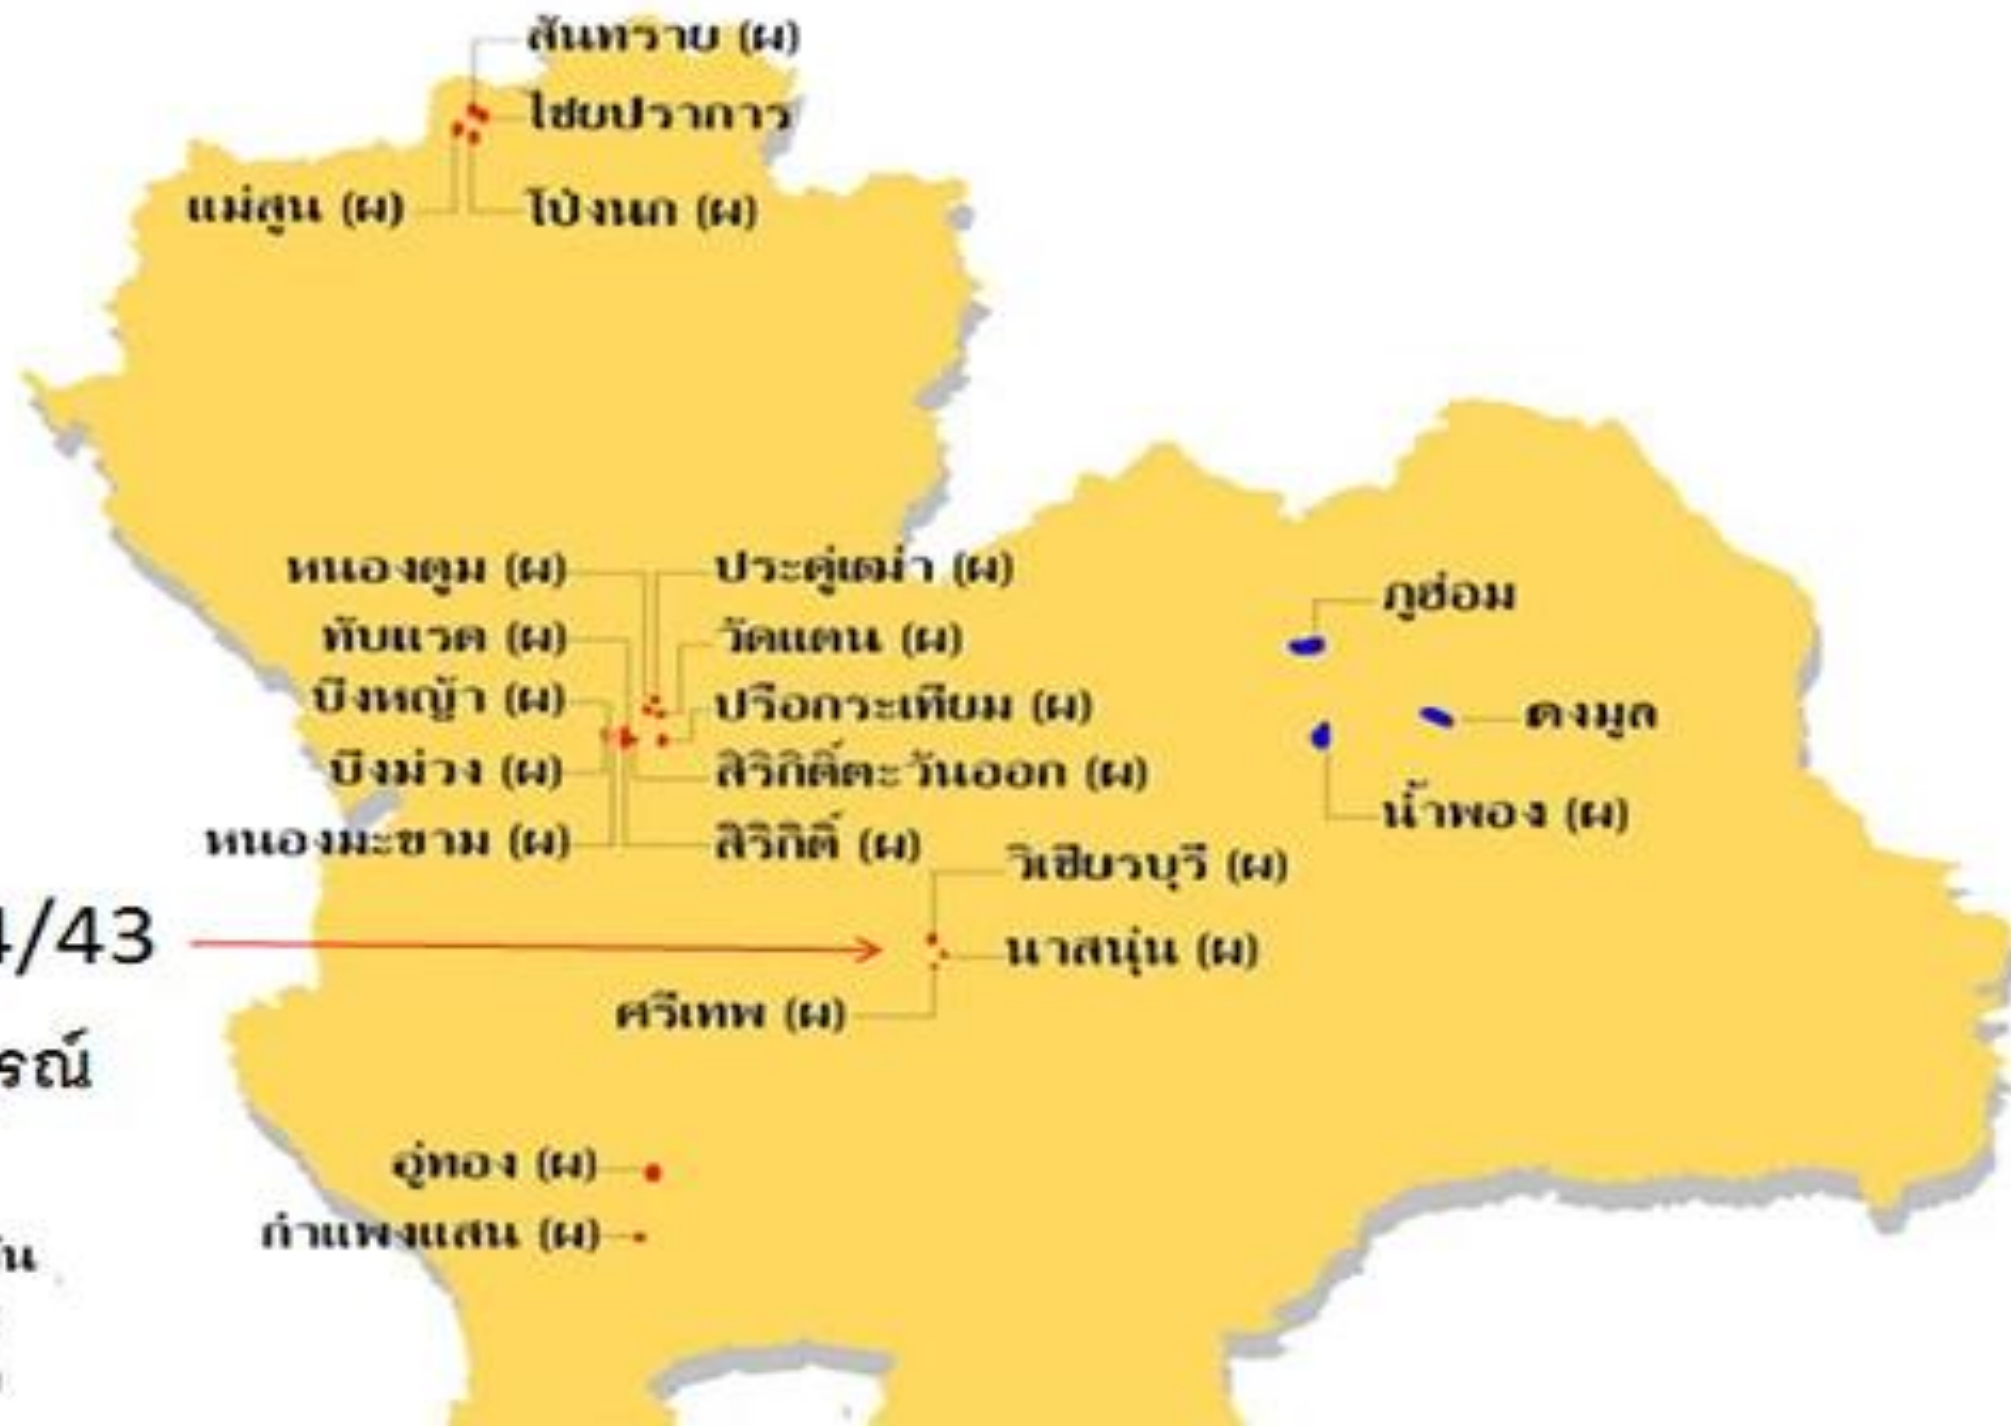 สันทราย (ผ)
ไชยปราการ
แม่สูน (ผ)
โป่งนก (ผ)
หนองตูม (ผ)
ประดู่เฒ่า (ผ)
ทับแรต (ผ)
วัดแตน (ผ)
บึงหญ้า (ผ)
ปรือกระเทียม (ผ)
บึงม่วง (ผ)
สิริกิติ์ตะวันออก (ผ)
หนองมะขาม (ผ)
สิริกิติ์ (ผ)
ภูฮ่อม
ดงมูล
น้ำพอง (ผ)
วิเชียรบุรี (ผ)
4/43
นาสนุ่น (ผ)
ศรีเทพ (ผ)
รณ์
อู่ทอง (ผ)
กำแพงแสน (ผ)